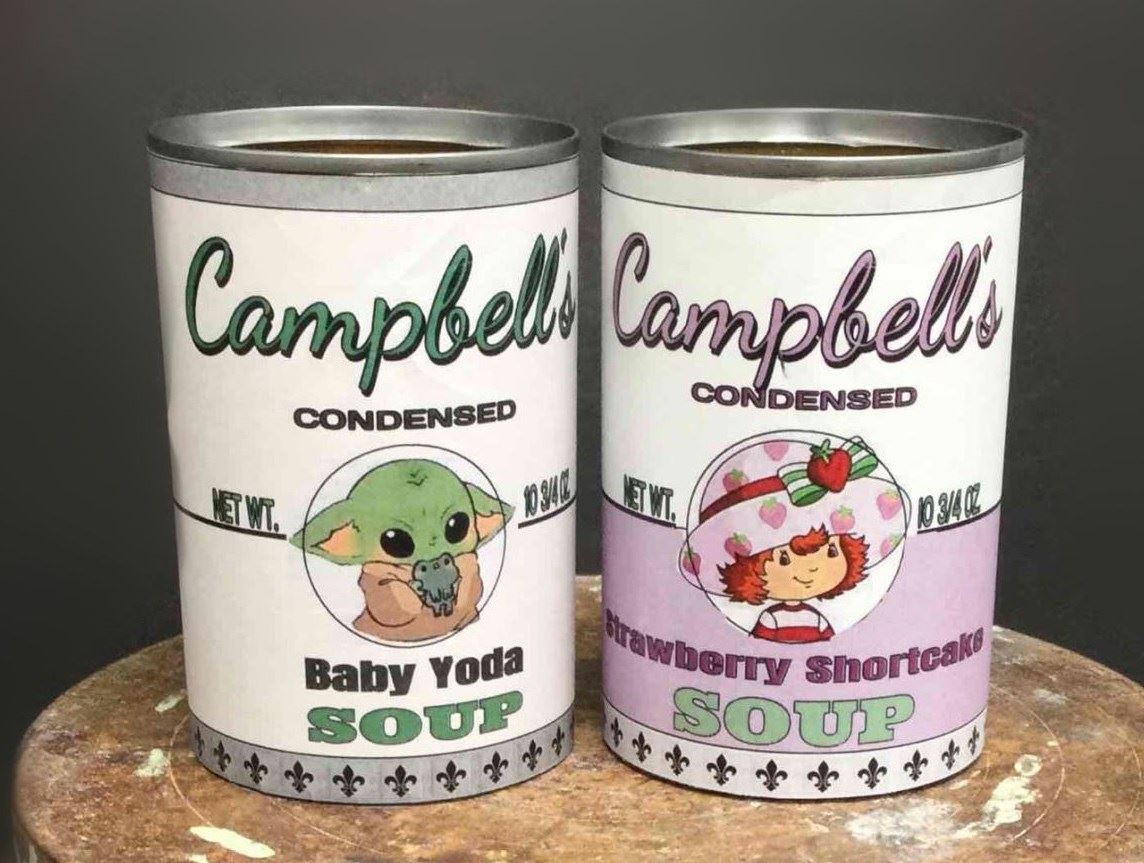 Campbell's
CONDENSED
NET WT. 10 3/4 OZ.
Baby Yoda
SOUP
Campbell's
CONDENSED
NET WT. 10 3/4 OZ.
Strawberry Shortcake
SOUP